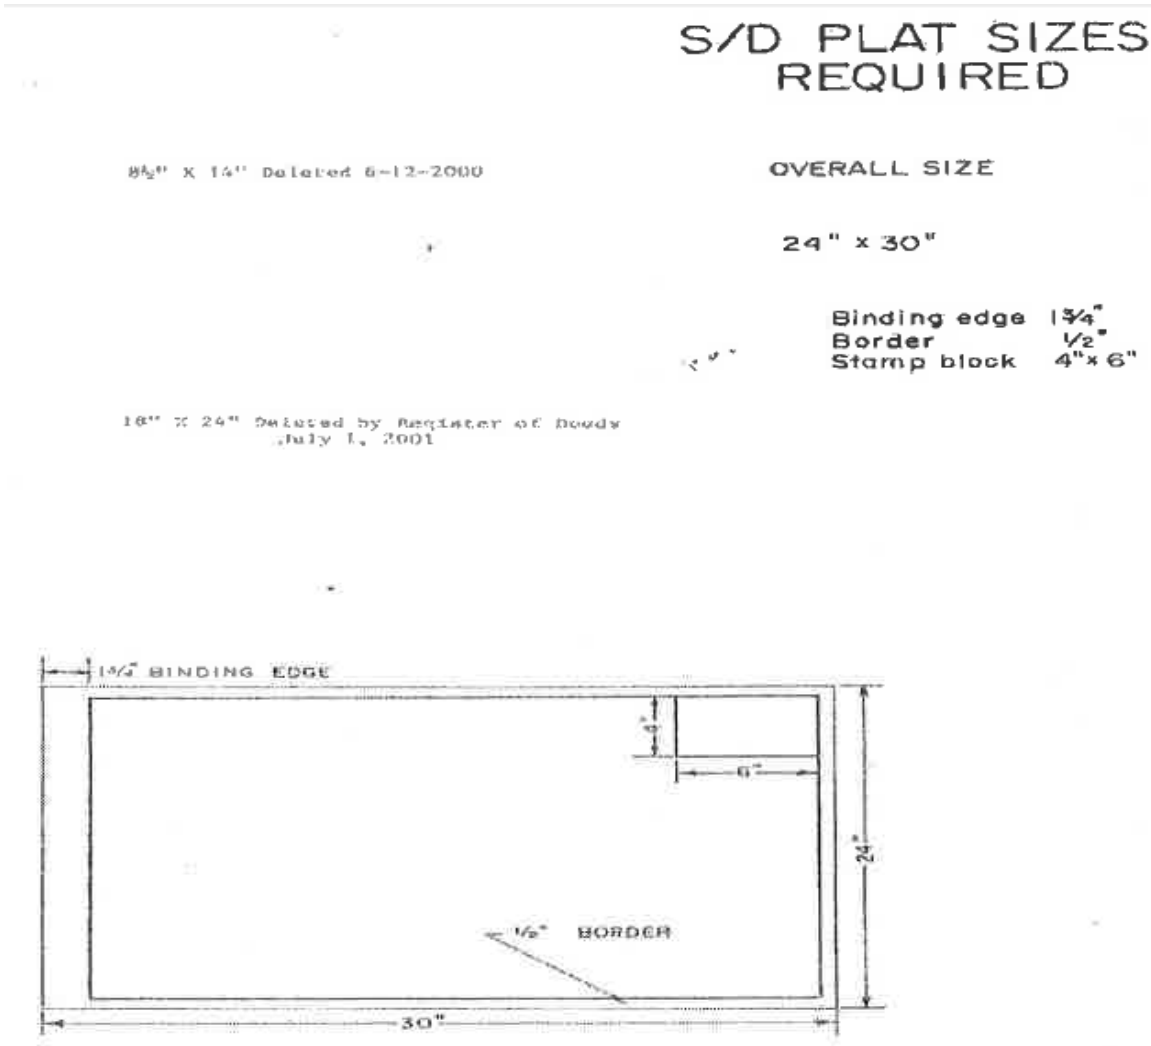 S/D PLAT SIZES
REQUIRED
8½" X 14" Deleted 6-12-2000
OVERALL SIZE
24" x 30"
Binding edge 1¾"
Border ½"
Stamp block 4"x 6"
18" X 24" Deleted by Register of Deeds
July 1, 2001
1¾" BINDING EDGE
4"
6"
24"
½" BORDER
30"